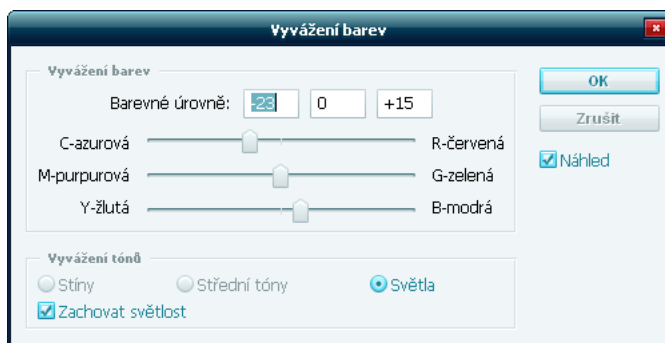 Vyvážení barev
Vyvážení barev
Barevné úrovně: -23 0 +15
C-azurová R-červená
M-purpurová G-zelená
Y-žlutá B-modrá
OK
Zrušit
Náhled
Vyvážení tónů
Stíny Střední tóny Světla
Zachovat světlost